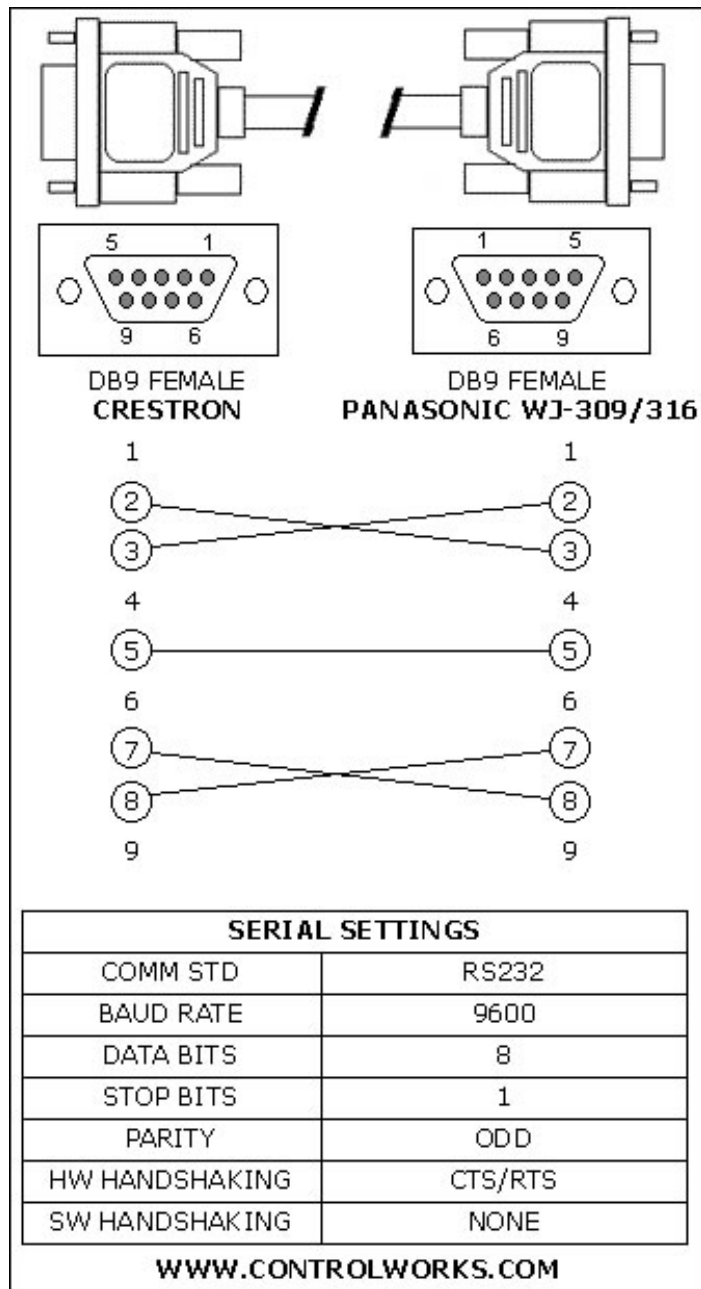 5 1 1 5
9 6 6 9
DB9 FEMALE DB9 FEMALE
CRESTRON PANASONIC WJ-309/316
1 1
2 2
3 3
4 4
5 5
6 6
7 7
8 8
9 9
SERIAL SETTINGS
COMM STD RS232
BAUD RATE 9600
DATA BITS 8
STOP BITS 1
PARITY ODD
HW HANDSHAKING CTS/RTS
SW HANDSHAKING NONE
WWW.CONTROLWORKS.COM